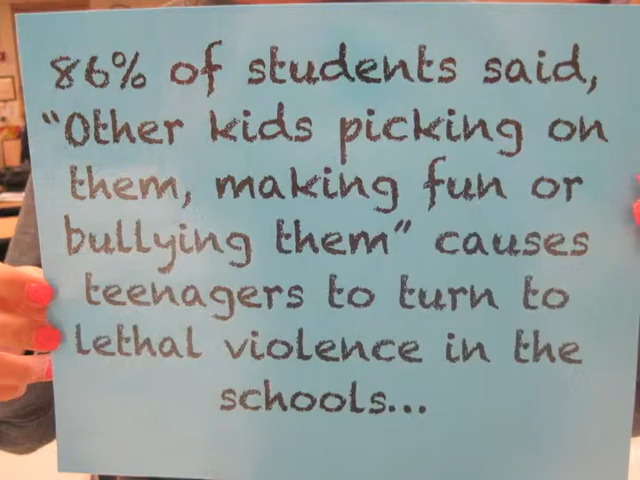 86% of students said,
"Other kids picking on
them, making fun or
bullying them" causes
teenagers to turn to
lethal violence in the
schools...